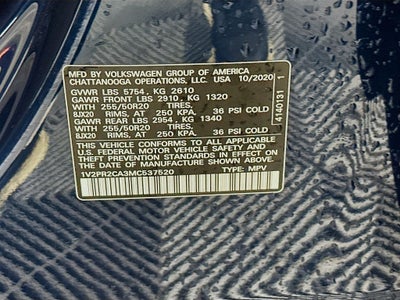 MFD BY VOLKSWAGEN GROUP OF AMERICA
CHATTANOOGA OPERATIONS, LLC. USA 10/2020
GVWR LBS 5754, KG 2610
GAWR FRONT LBS 2910, KG 1320
WITH 255/50R20 TIRES,
8JX20 RIMS, AT 250 KPA. 36 PSI COLD
GAWR REAR LBS 2954, KG 1340
WITH 255/50R20 TIRES,
8JX20 RIMS, AT 250 KPA. 36 PSI COLD
THIS VEHICLE CONFORMS TO ALL APPLICABLE
U.S. FEDERAL MOTOR VEHICLE SAFETY STANDARDS
AND THEFT PREVENTION STANDARDS IN EFFECT ON
THE DATE OF MANUFACTURE SHOWN ABOVE.
1V2PR2CA3MC537520 TYPE: MPV
4140131 1